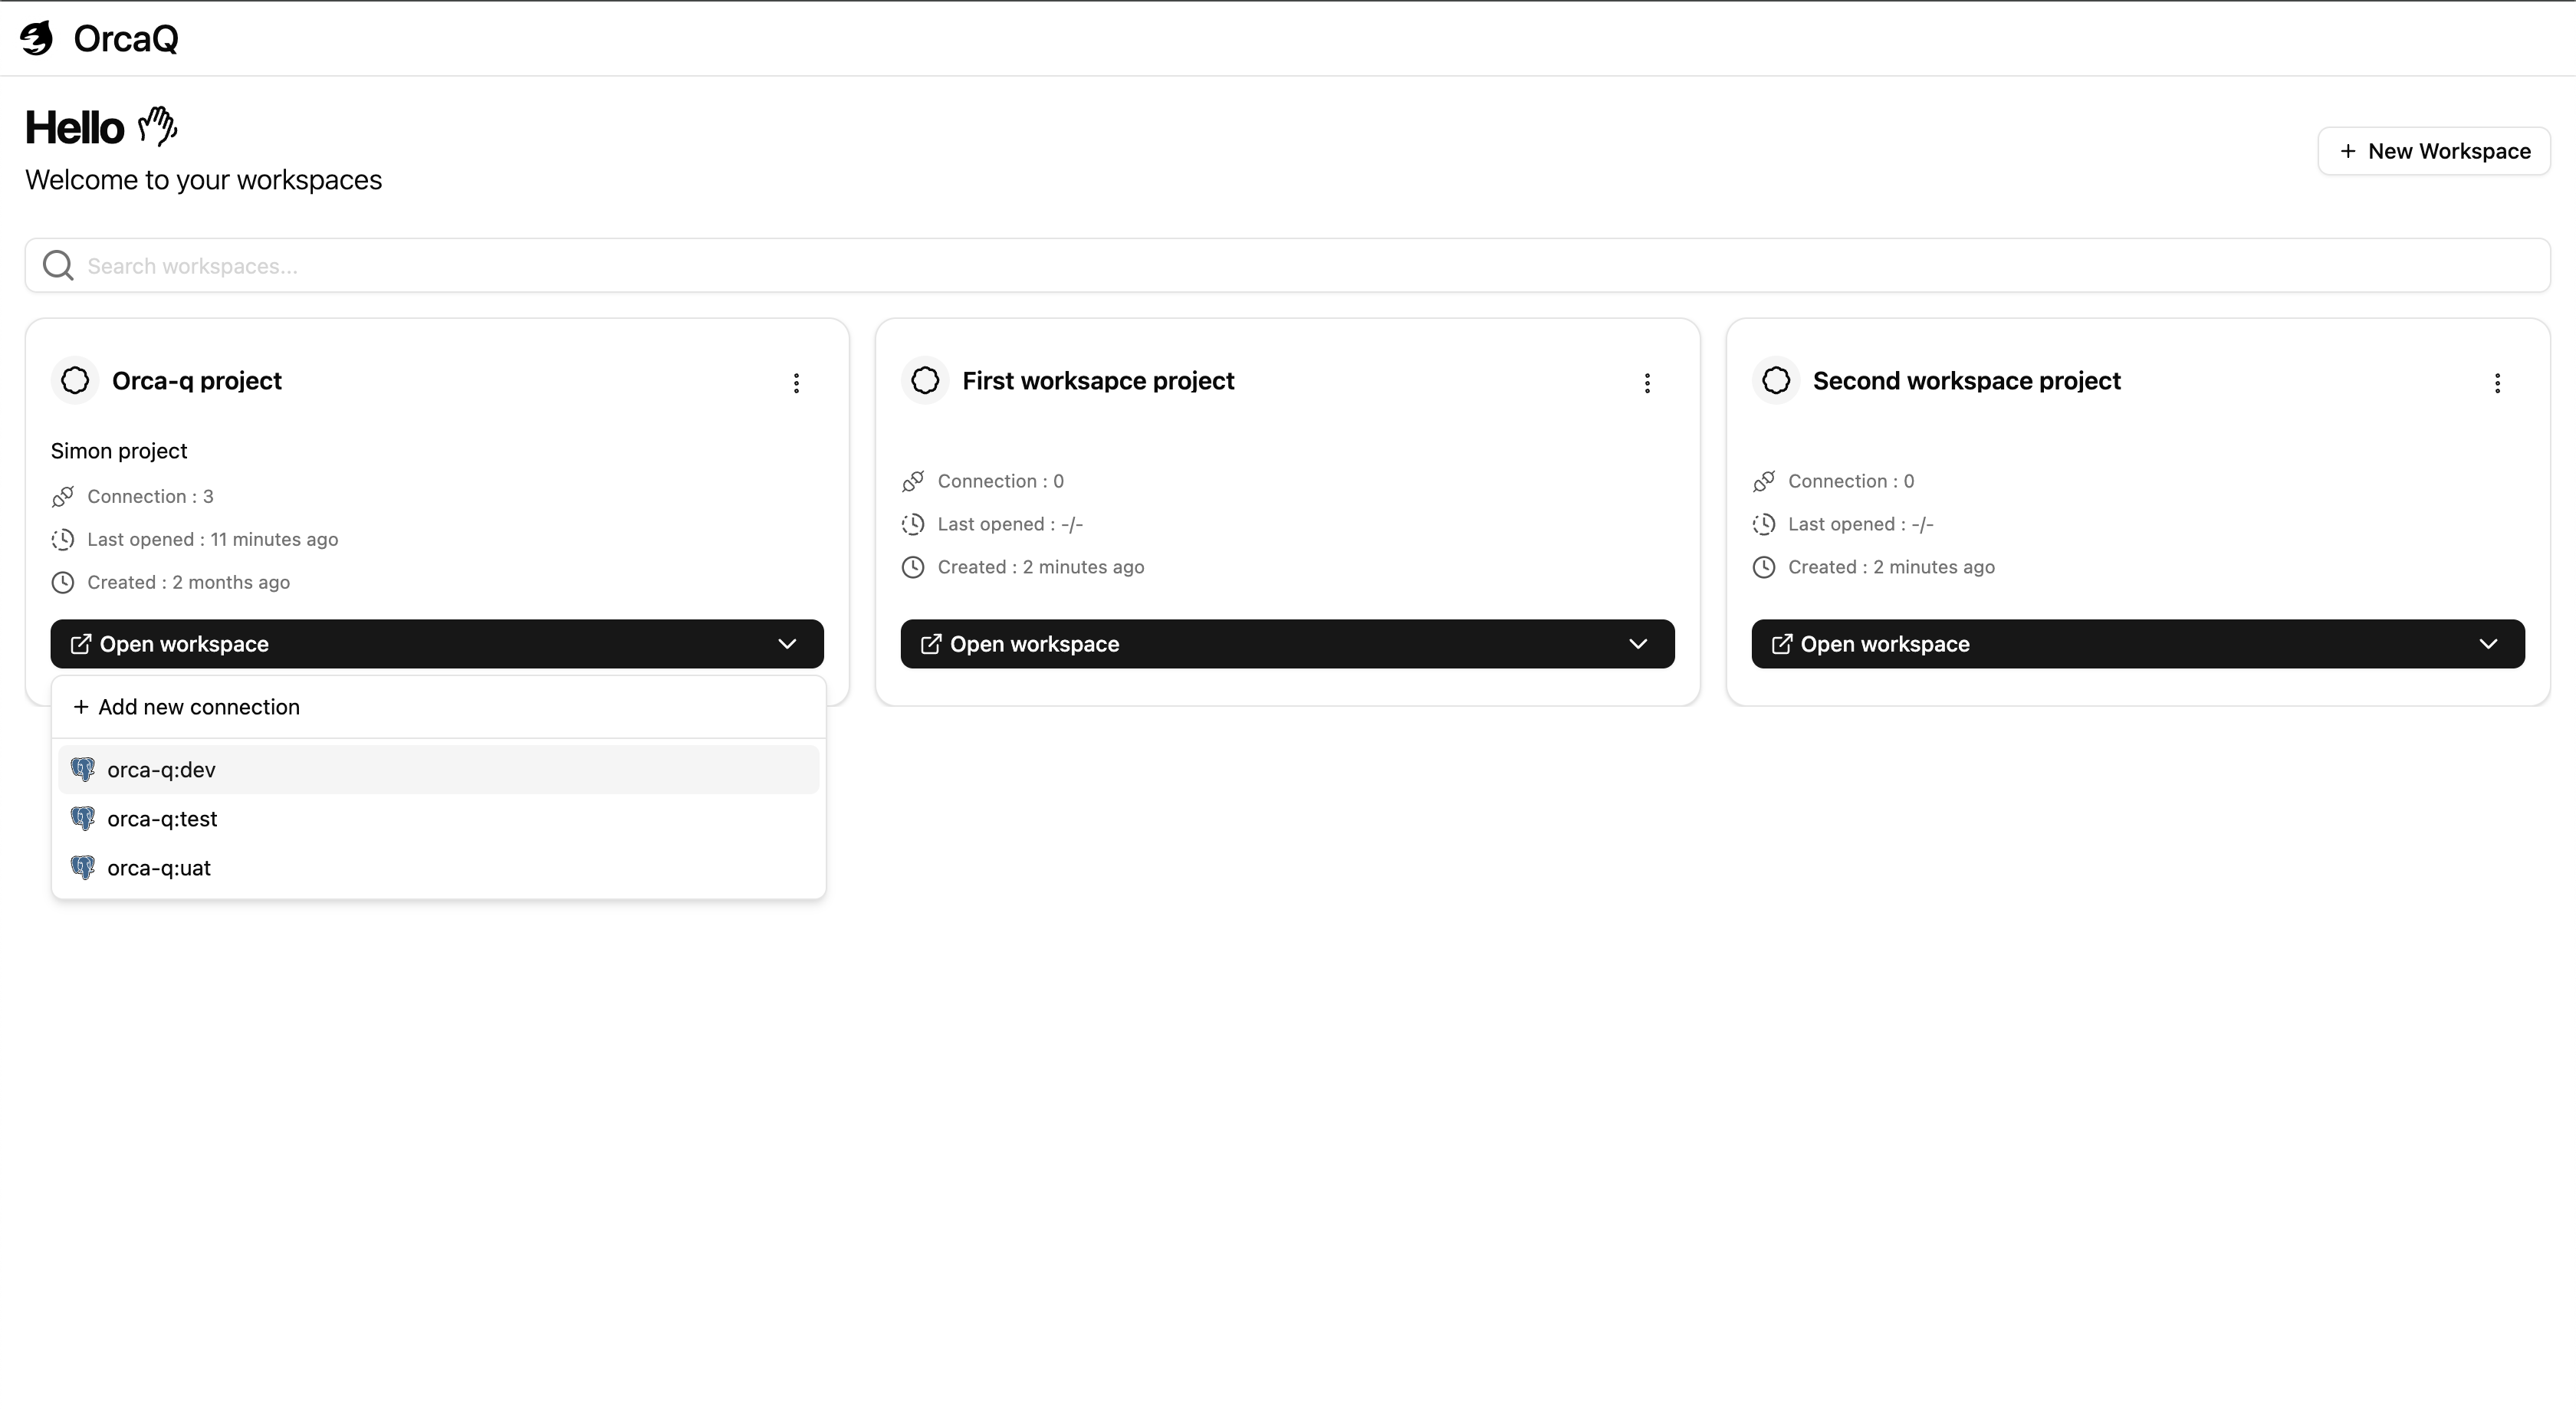 OrcaQ
Hello
Welcome to your workspaces
+ New Workspace
Search workspaces...
Orca-q project
Simon project
Connection : 3
Last opened : 11 minutes ago
Created : 2 months ago
Open workspace
+ Add new connection
orca-q:dev
orca-q:test
orca-q:uat
First worksapce project
Connection : 0
Last opened : -/-
Created : 2 minutes ago
Open workspace
Second workspace project
Connection : 0
Last opened : -/-
Created : 2 minutes ago
Open workspace